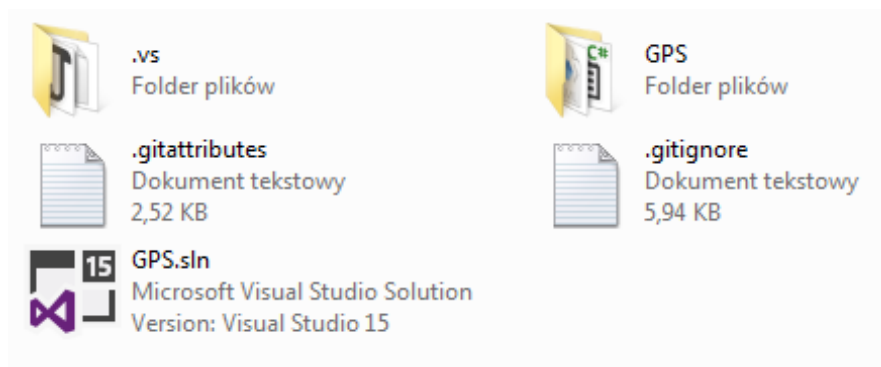 .vs
Folder plików
C#
GPS
Folder plików
.gitattributes
Dokument tekstowy
2,52 KB
.gitignore
Dokument tekstowy
5,94 KB
15
GPS.sln
Microsoft Visual Studio Solution
Version: Visual Studio 15